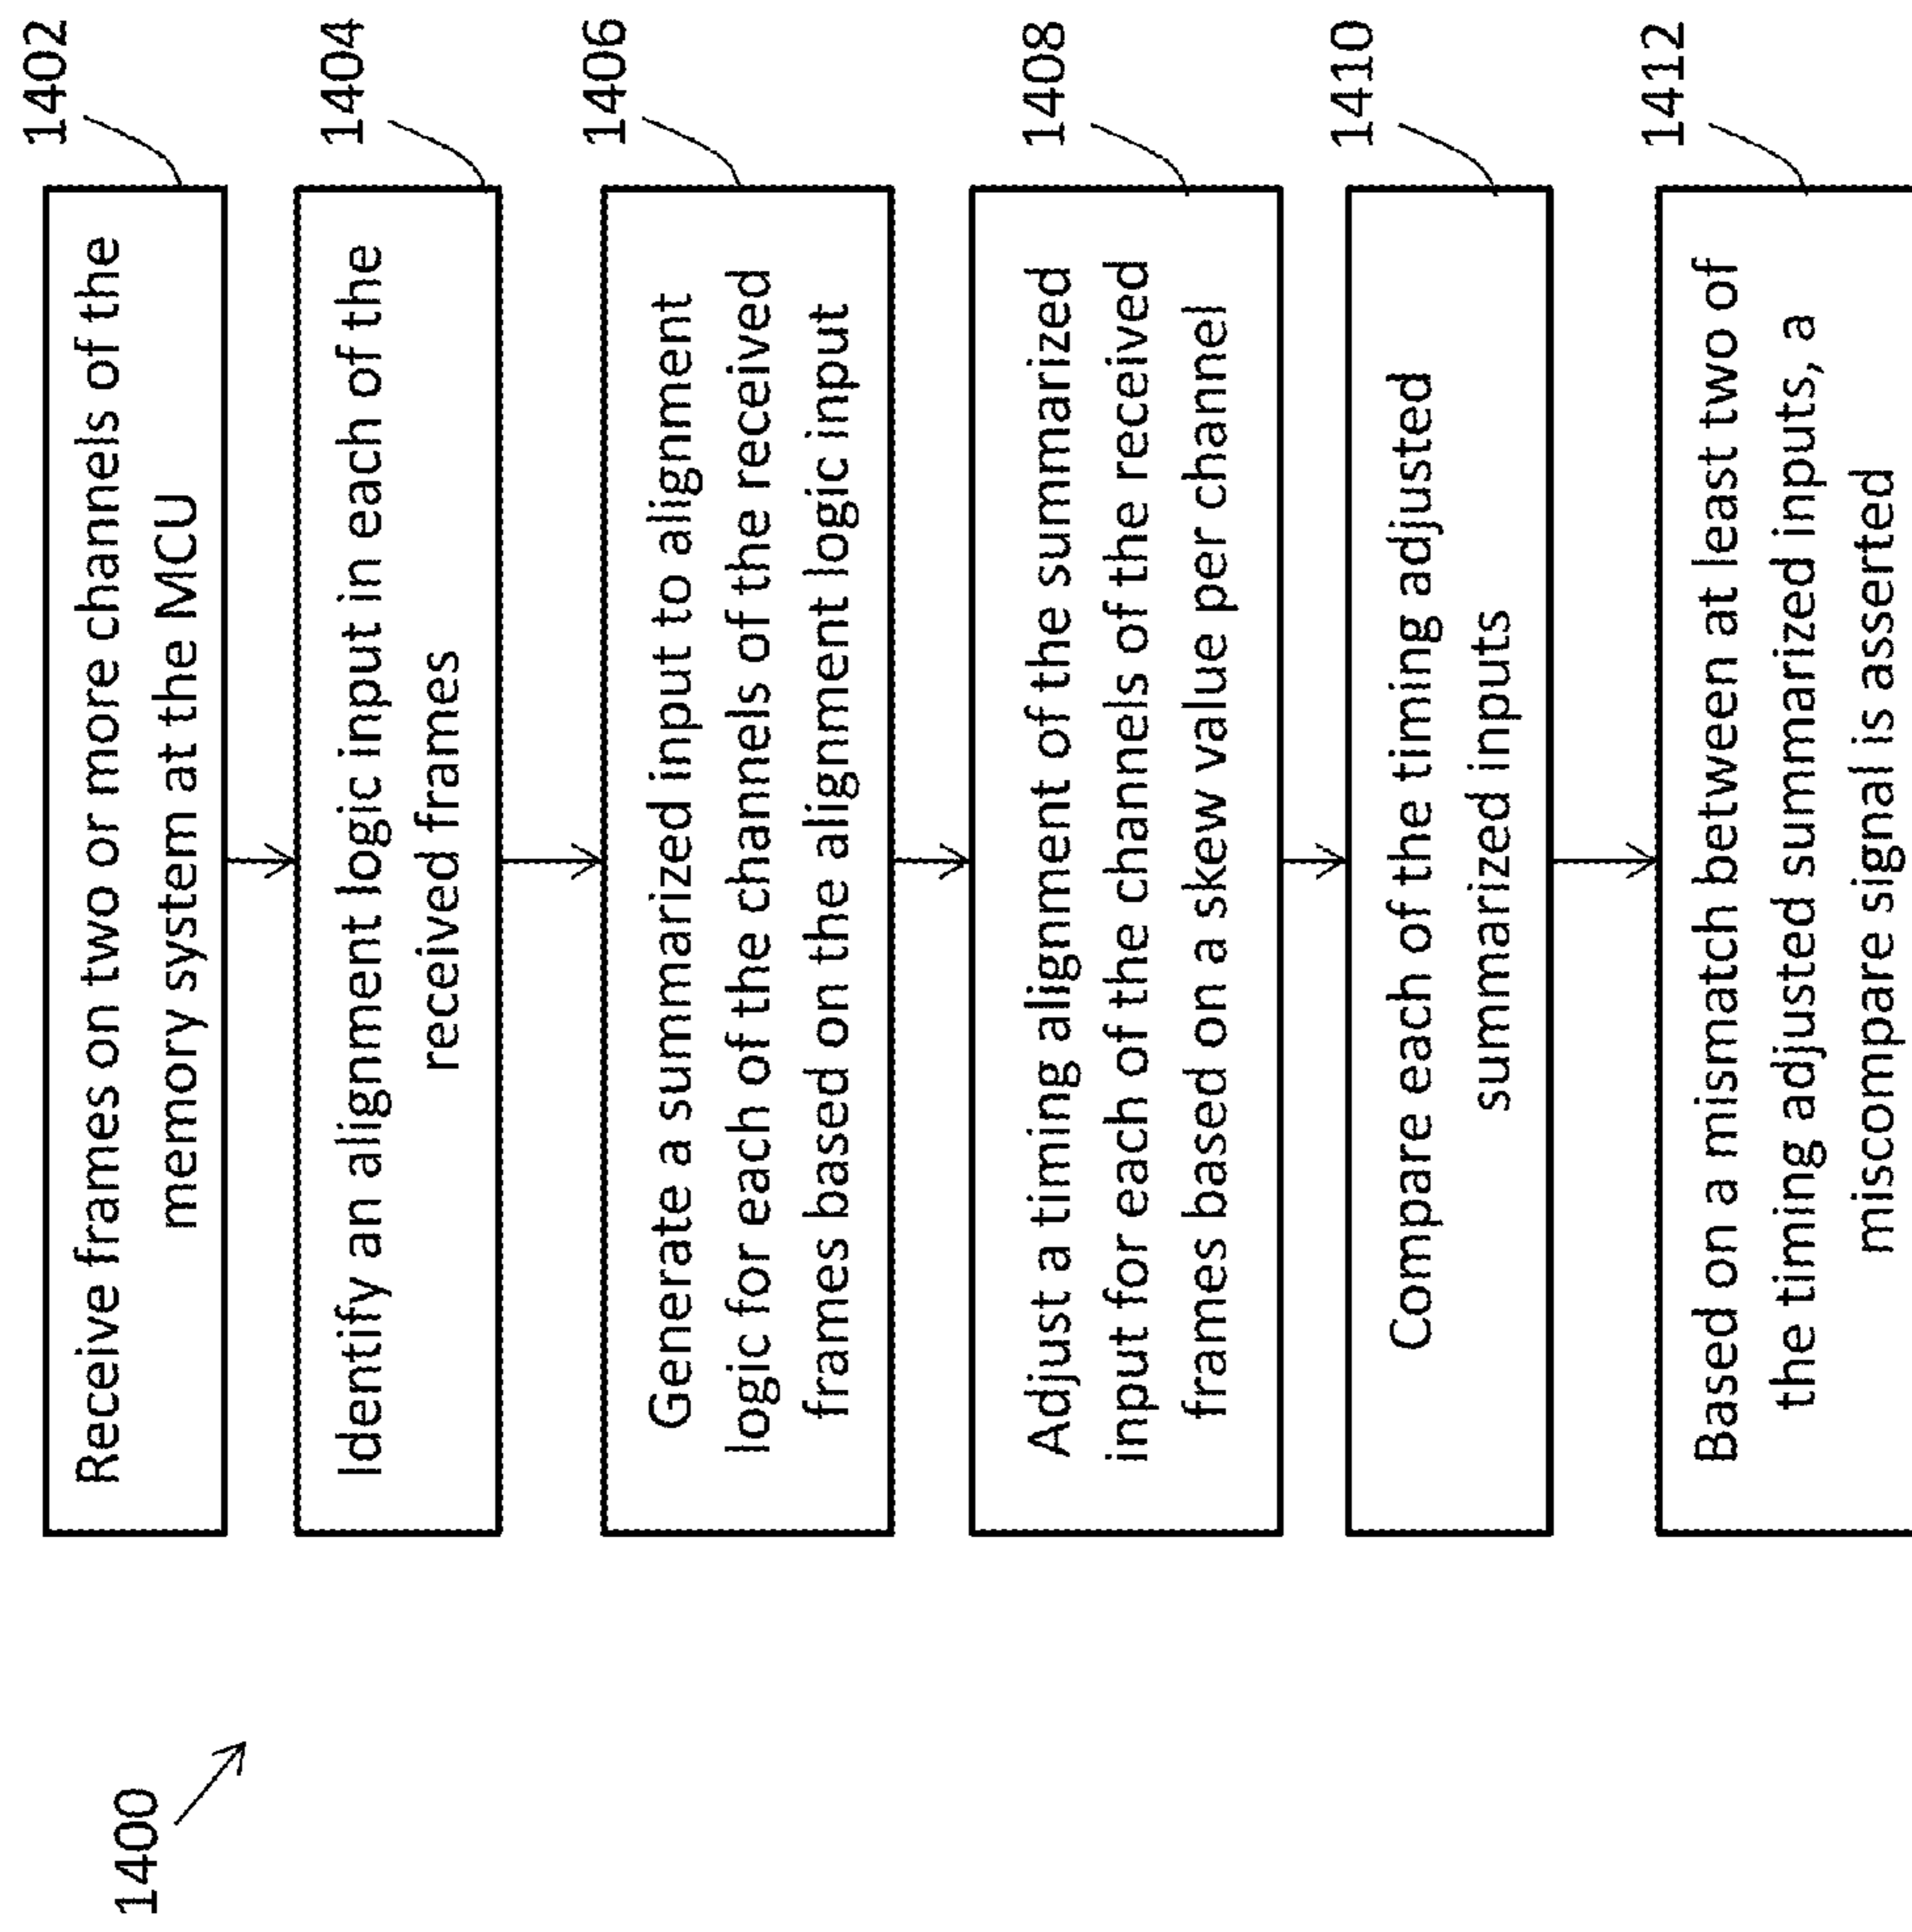 1400
1402
Receive frames on two or more channels of the
memory system at the MCU
1404
Identify an alignment logic input in each of the
received frames
1406
Generate a summarized input to alignment
logic for each of the channels of the received
frames based on the alignment logic input
1408
Adjust a timing alignment of the summarized
input for each of the channels of the received
frames based on a skew value per channel
1410
Compare each of the timing adjusted
summarized inputs
1412
Based on a mismatch between at least two of
the timing adjusted summarized inputs, a
miscompare signal is asserted